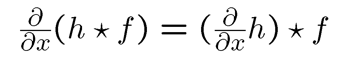 ∂/∂x (h ⋆ f) = (∂/∂x h) ⋆ f